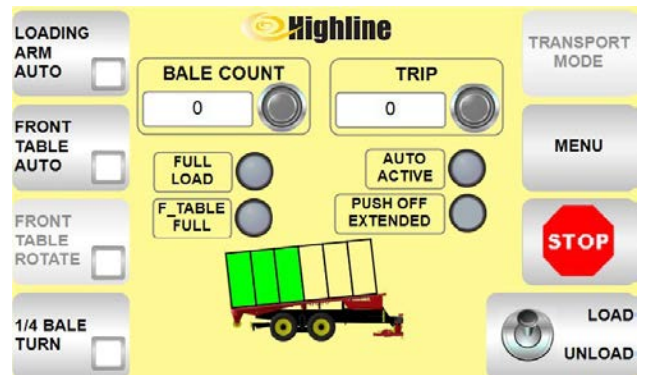 Highline
LOADING
ARM
AUTO
BALE COUNT
0
TRIP
0
TRANSPORT
MODE
FRONT
TABLE
AUTO
FULL
LOAD
AUTO
ACTIVE
MENU
F_TABLE
FULL
PUSH OFF
EXTENDED
FRONT
TABLE
ROTATE
STOP
1/4 BALE
TURN
LOAD
UNLOAD